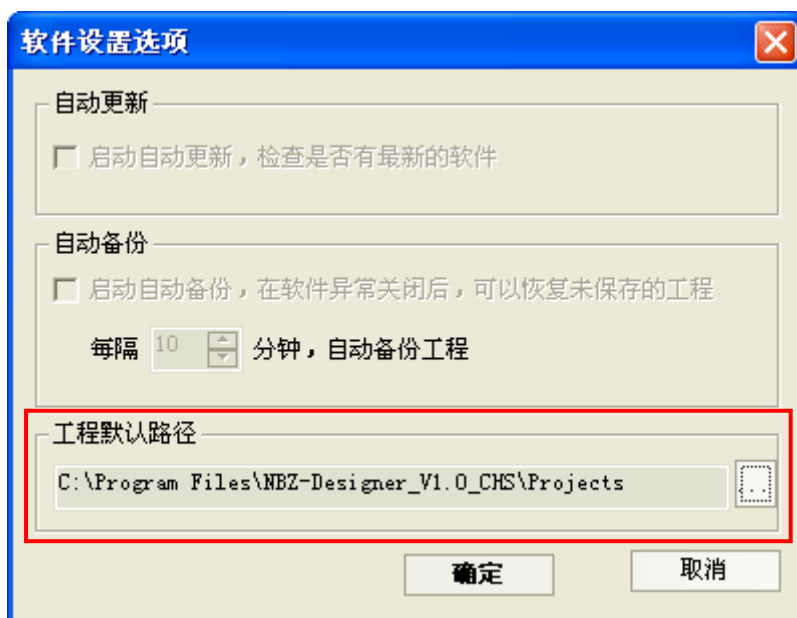 软件设置选项
自动更新
启动自动更新，检查是否有最新的软件
自动备份
启动自动备份，在软件异常关闭后，可以恢复未保存的工程
每隔 10 分钟，自动备份工程
工程默认路径
C:\Program Files\NBZ-Designer_V1.0_CHS\Projects ...
确定 取消